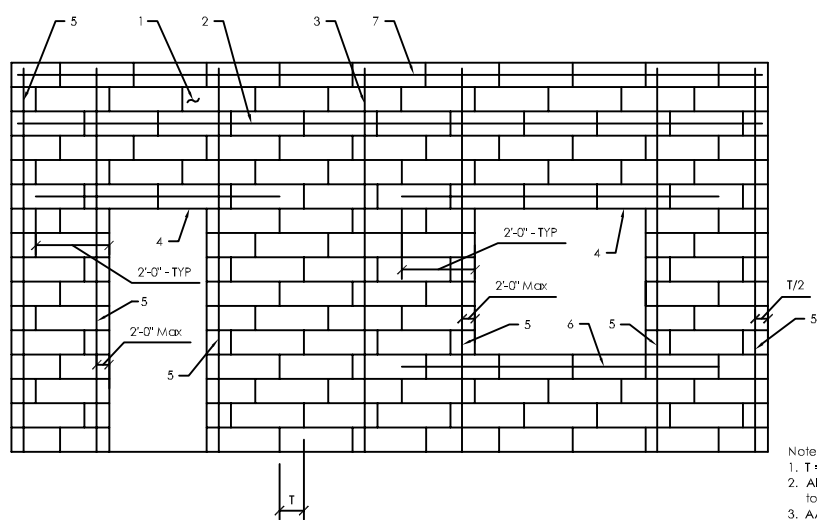 5 1 2 3 7
4
4
2'-0" - TYP
2'-0" - TYP
2'-0" Max
T/2
5
5
6
5
5
2'-0" Max
5
T
Note
1. T =
2. Al
to
3. A